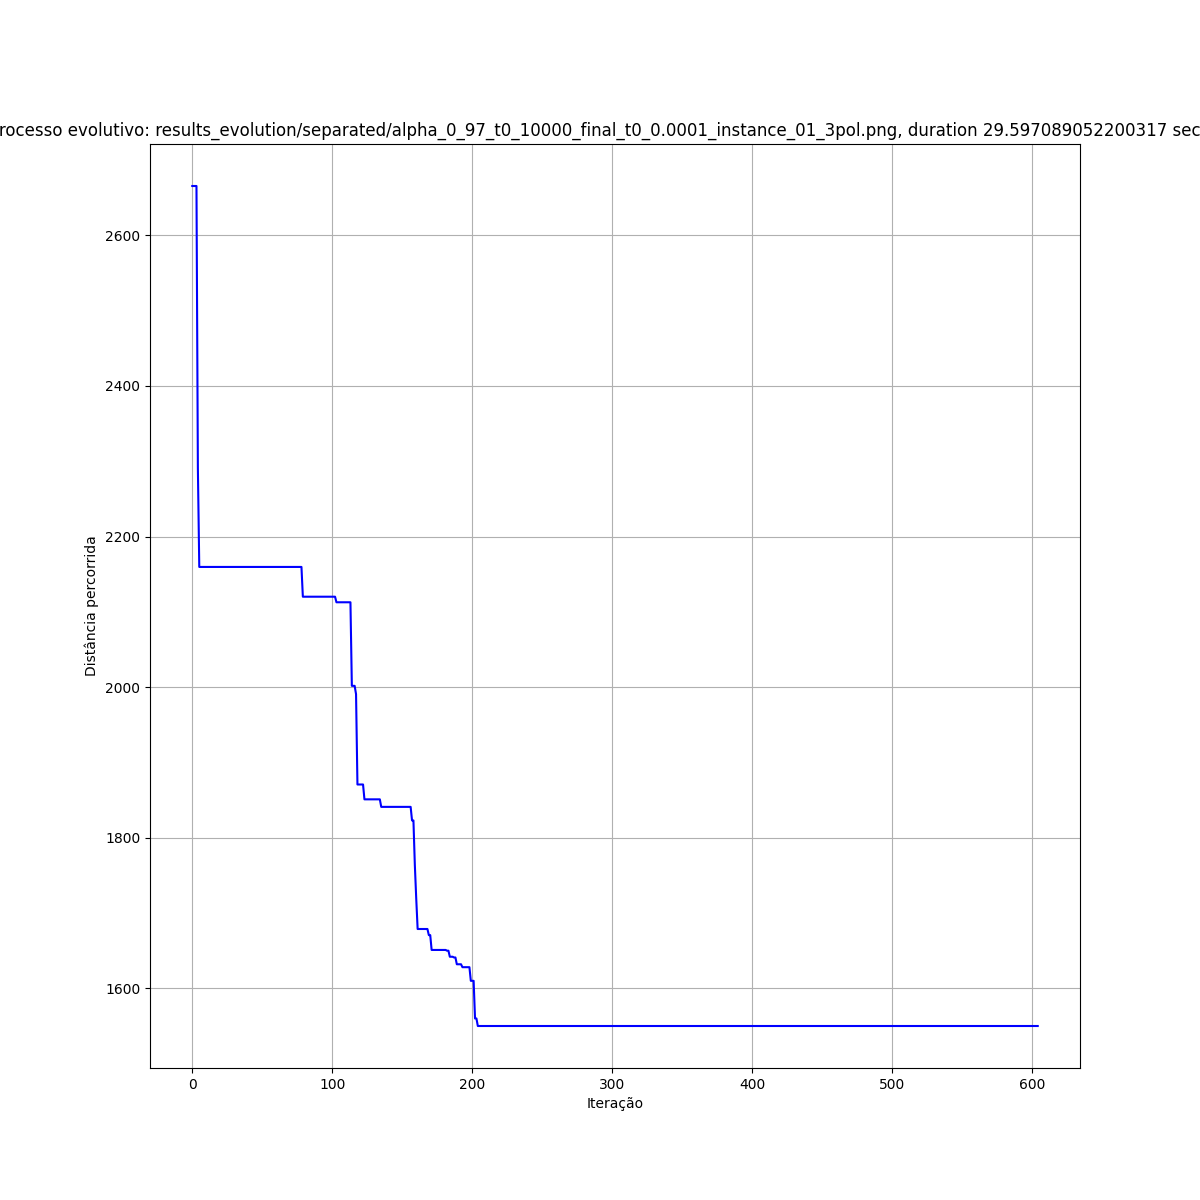 rocesso evolutivo: results_evolution/separated/alpha_0_97_t0_10000_final_t0_0.0001_instance_01_3pol.png, duration 29.597089052200317 sec
2600
2400
2200
2000
1800
1600
Distância percorrida
0 100 200 300 400 500 600
Iteração